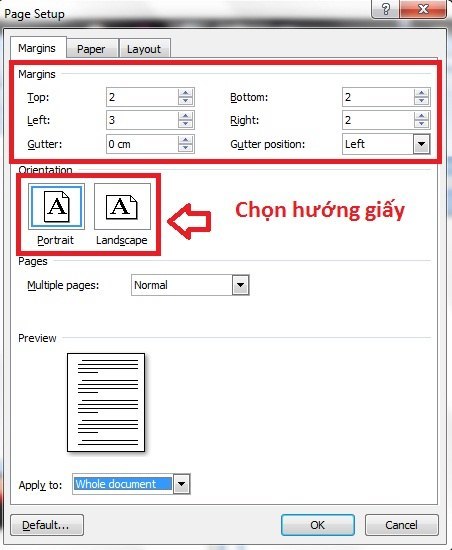 Page Setup
Margins Paper Layout
Margins
Top: 2 Bottom: 2
Left: 3 Right: 2
Gutter: 0 cm Gutter position: Left
Orientation
A A
Portrait Landscape
Chọn hướng giấy
Pages
Multiple pages: Normal
Preview
Apply to: Whole document
Default... OK Cancel